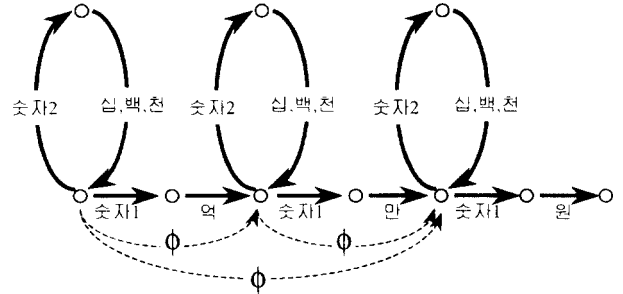 숫자2 십,백,천 숫자2 십,백,천 숫자2 십,백,천
숫자1 억 숫자1 만 숫자1 원
ϕ ϕ
ϕ